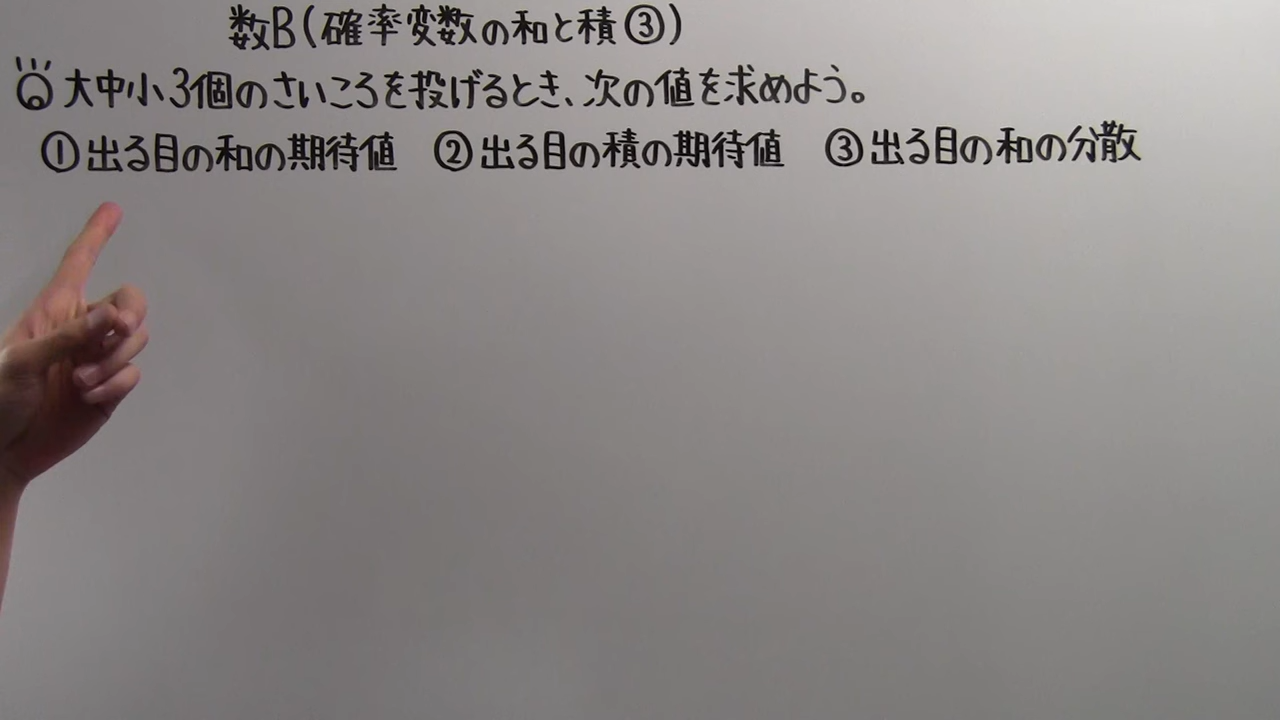 数B(確率変数の和と積③)
Q 大中小3個のさいころを投げるとき、次の値を求めよう。
①出る目の和の期待値 ②出る目の積の期待値 ③出る目の和の分散